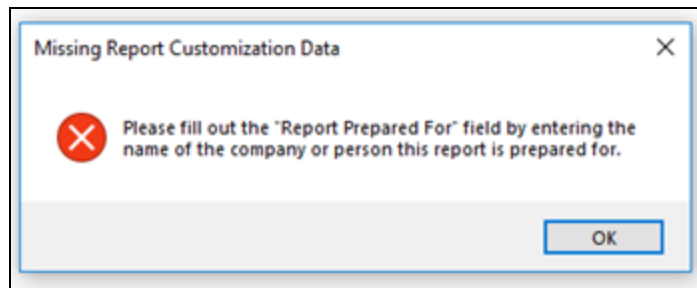 Missing Report Customization Data
Please fill out the "Report Prepared For" field by entering the
name of the company or person this report is prepared for.
OK